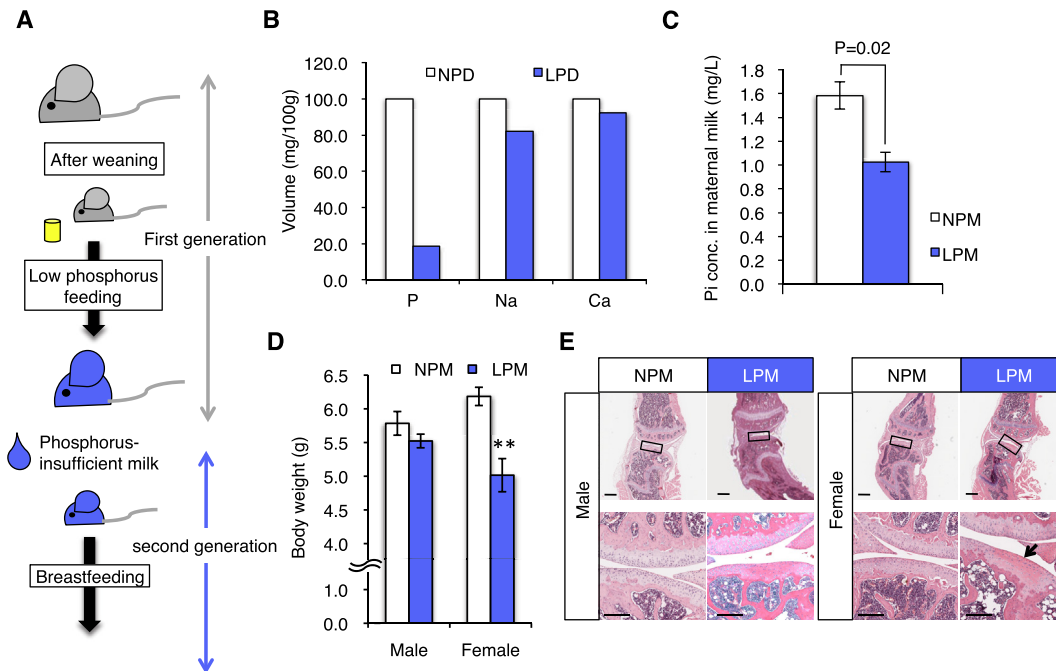 A
After weaning
First generation
Low phosphorus
feeding
Phosphorus-
insufficient milk
second generation
Breastfeeding
B
Volume (mg/100g)
120.0
100.0
80.0
60.0
40.0
20.0
0.0
NPD
LPD
P
Na
Ca
C
P=0.02
Pi conc. in maternal milk (mg/L)
1.8
1.6
1.4
1.2
1.0
0.8
0.6
0.4
0.2
0.0
NPM
LPM
D
NPM
LPM
Body weight (g)
6.5
6.0
5.5
5.0
4.5
4.0
1.0
0.0
**
Male
Female
E
NPM
LPM
NPM
LPM
Male
Female